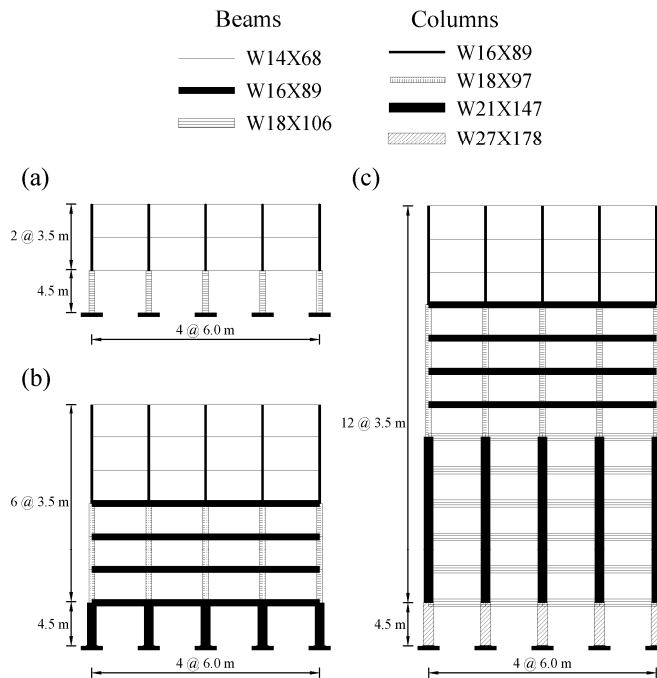 Beams
W14X68
W16X89
W18X106
Columns
W16X89
W18X97
W21X147
W27X178
(a)
2 @ 3.5 m
4.5 m
4 @ 6.0 m
(b)
6 @ 3.5 m
4.5 m
4 @ 6.0 m
(c)
12 @ 3.5 m
4.5 m
4 @ 6.0 m